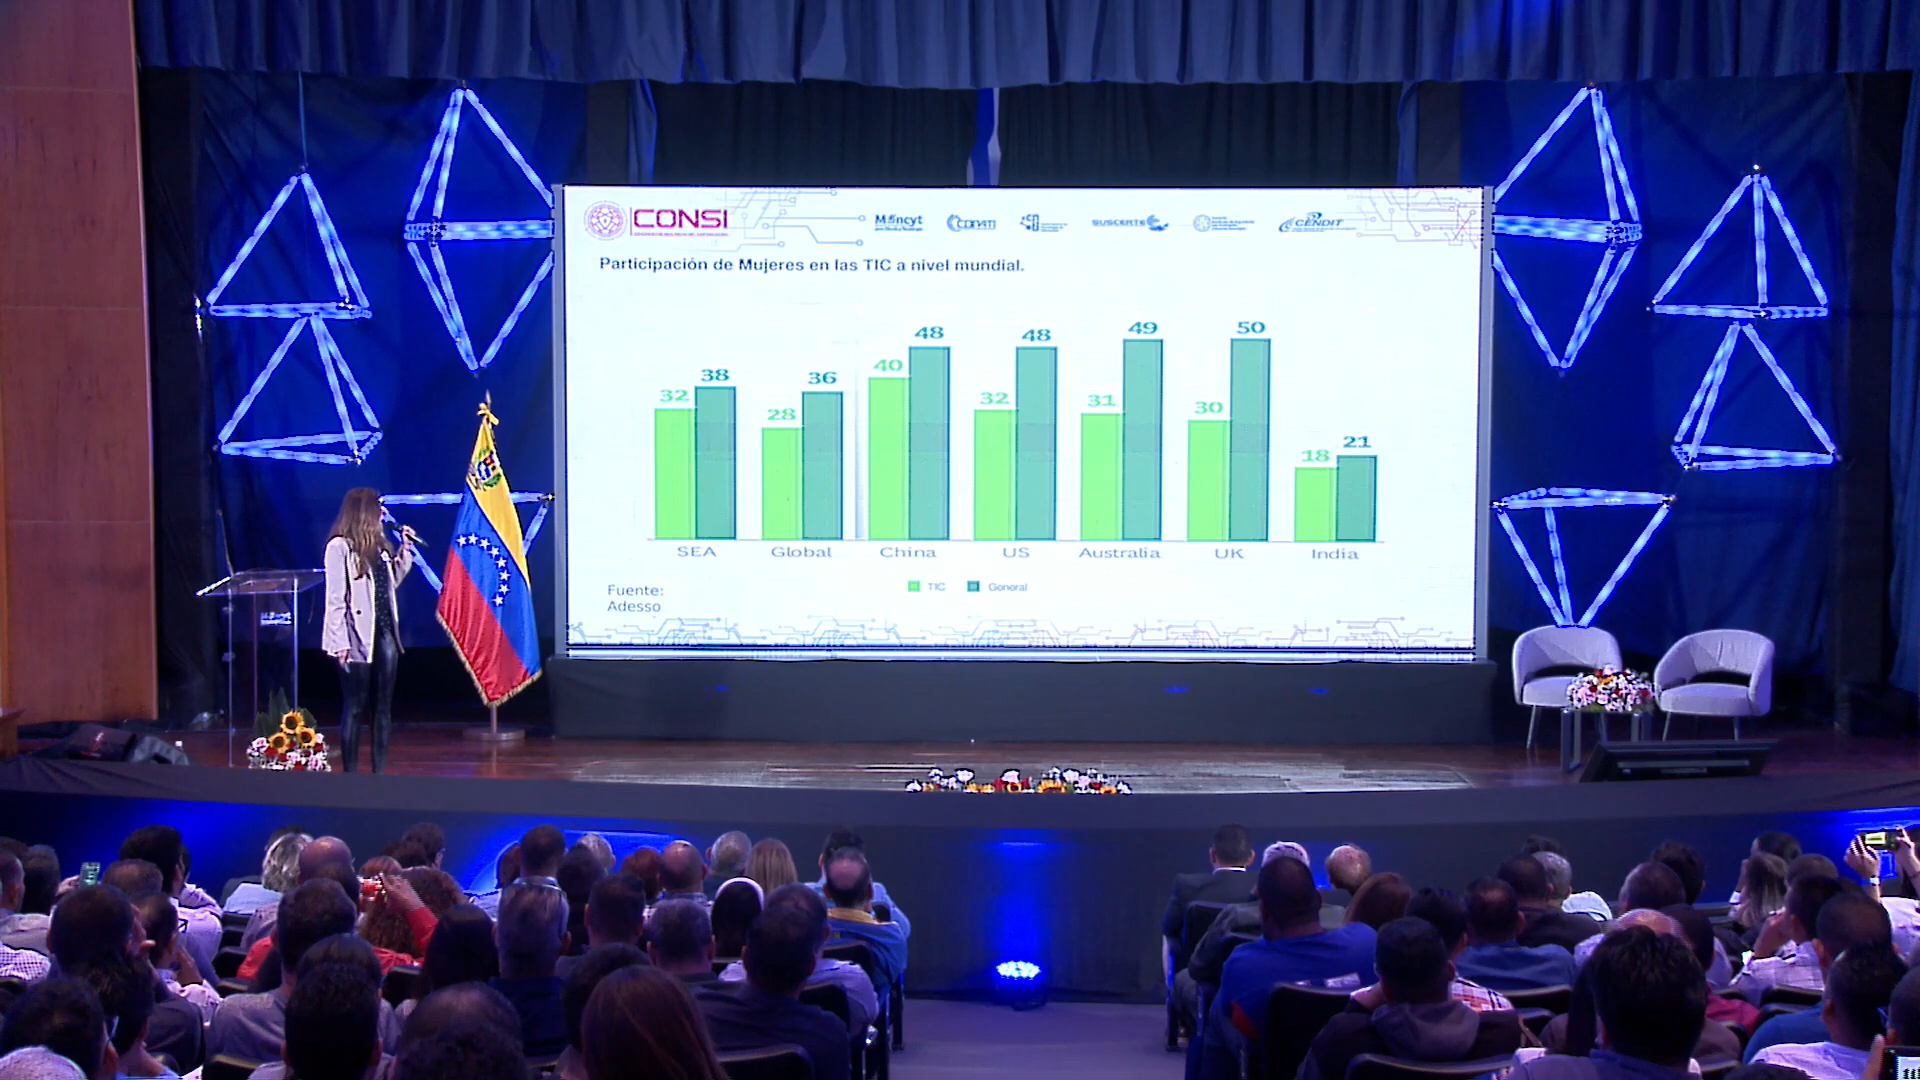 CONSI
Mincyt
CONATI
SUSCERTE
CENDIT
Participación de Mujeres en las TIC a nivel mundial.
32 38 28 36 40 48 32 48 31 49 30 50 18 21
SEA Global China US Australia UK India
TIC General
Fuente:
Adesso